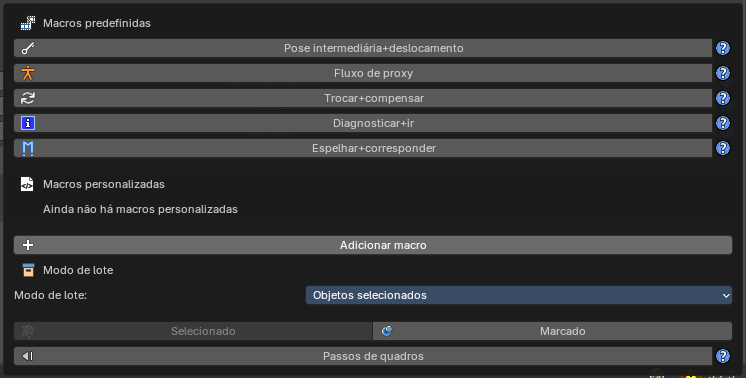 Macros predefinidas
Pose intermediária+deslocamento
?
Fluxo de proxy
?
Trocar+compensar
?
Diagnosticar+ir
?
Espelhar+corresponder
?
Macros personalizadas
Ainda não há macros personalizadas
Adicionar macro
Modo de lote
Modo de lote: Objetos selecionados
Selecionado Marcado
Passos de quadros
?